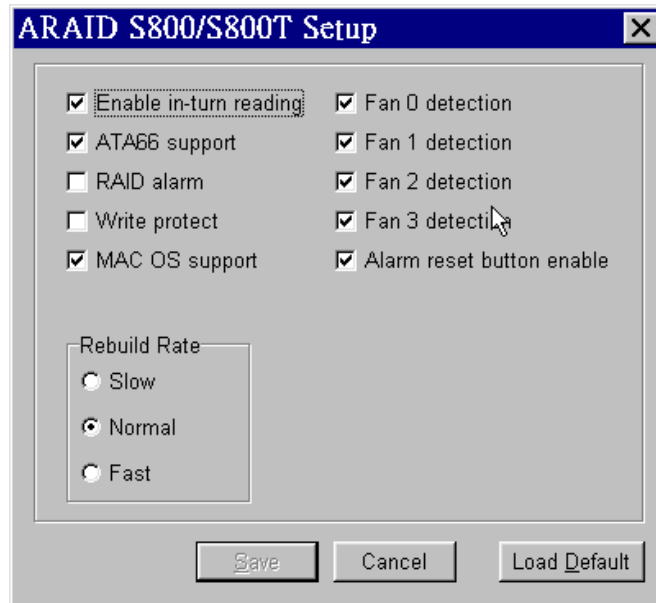 ARAID S800/S800T Setup
Enable in-turn reading
ATA66 support
RAID alarm
Write protect
MAC OS support
Fan 0 detection
Fan 1 detection
Fan 2 detection
Fan 3 detection
Alarm reset button enable
Rebuild Rate
Slow
Normal
Fast
Save
Cancel
Load Default